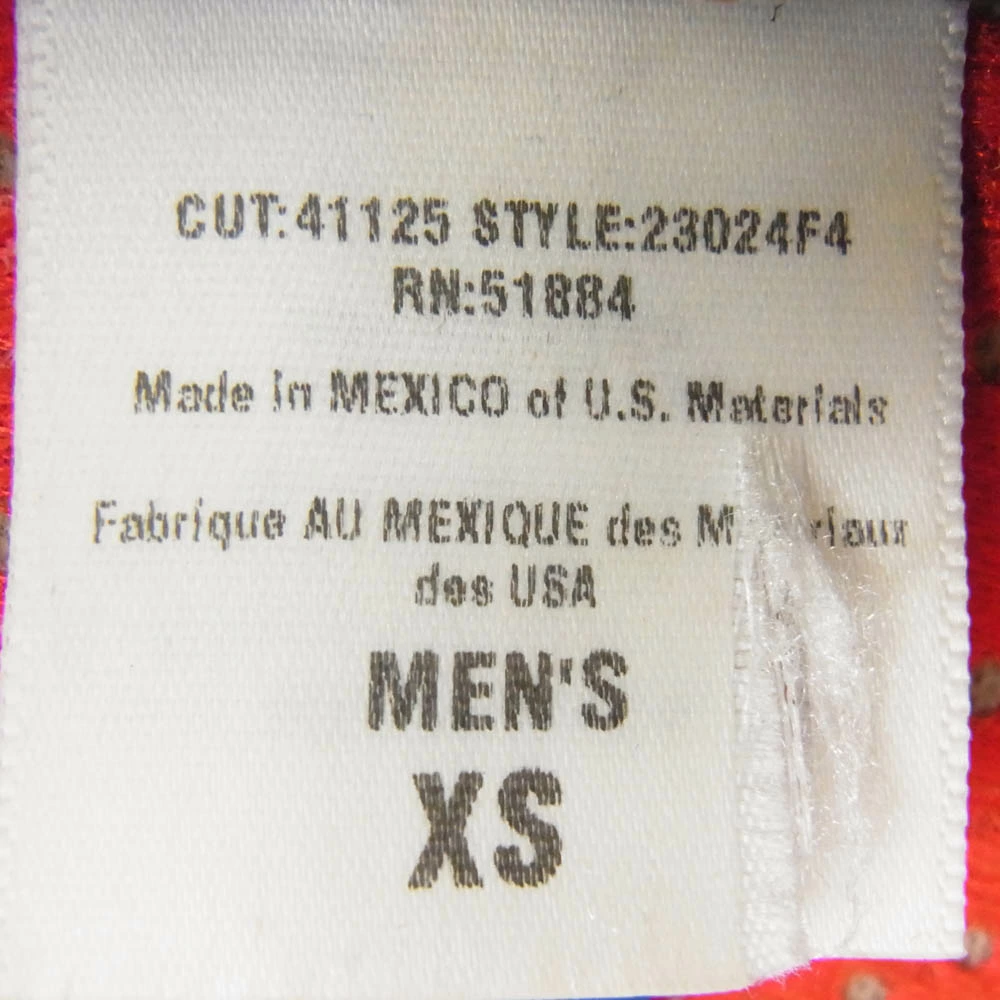 CUT:41125 STYLE:23024F4
RN:51884
Made in MEXICO of U.S. Materials
Fabrique AU MEXIQUE des
des USA
MEN'S
XS